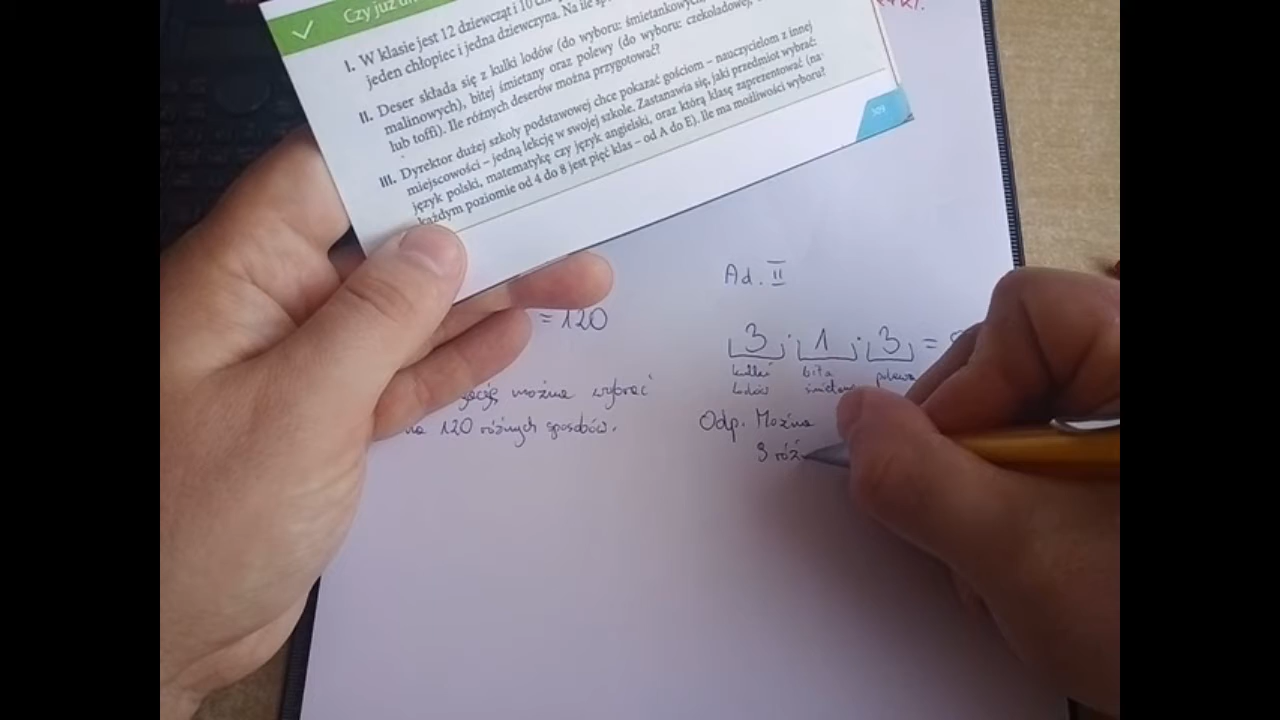 Czy już um
I. W klasie jest 12 dziewcząt i 10
jeden chłopiec i jedna dziewczyna. Na ile
II. Deser składa się z kulki lodów (do wyboru: śmietankowych,
malinowych), bitej śmietany oraz polewy (do wyboru: czekoladowej,
lub toffi). Ile różnych deserów można przygotować?
III. Dyrektor dużej szkoły podstawowej chce pokazać gościom – nauczycielom z innej
miejscowości – jedną lekcję w swojej szkole. Zastanawia się, jaki przedmiot wybrać:
język polski, matematykę czy język angielski, oraz którą klasę zaprezentować (na
każdym poziomie od 4 do 8 jest pięć klas – od A do E). Ile ma możliwości wyboru?
309
= 120
można wybrać
na 120 różnych sposobów.
Ad. II
3 · 1 · 3 =
kulki bita polewa
lodów śmietana
Odp. Można
9 róż